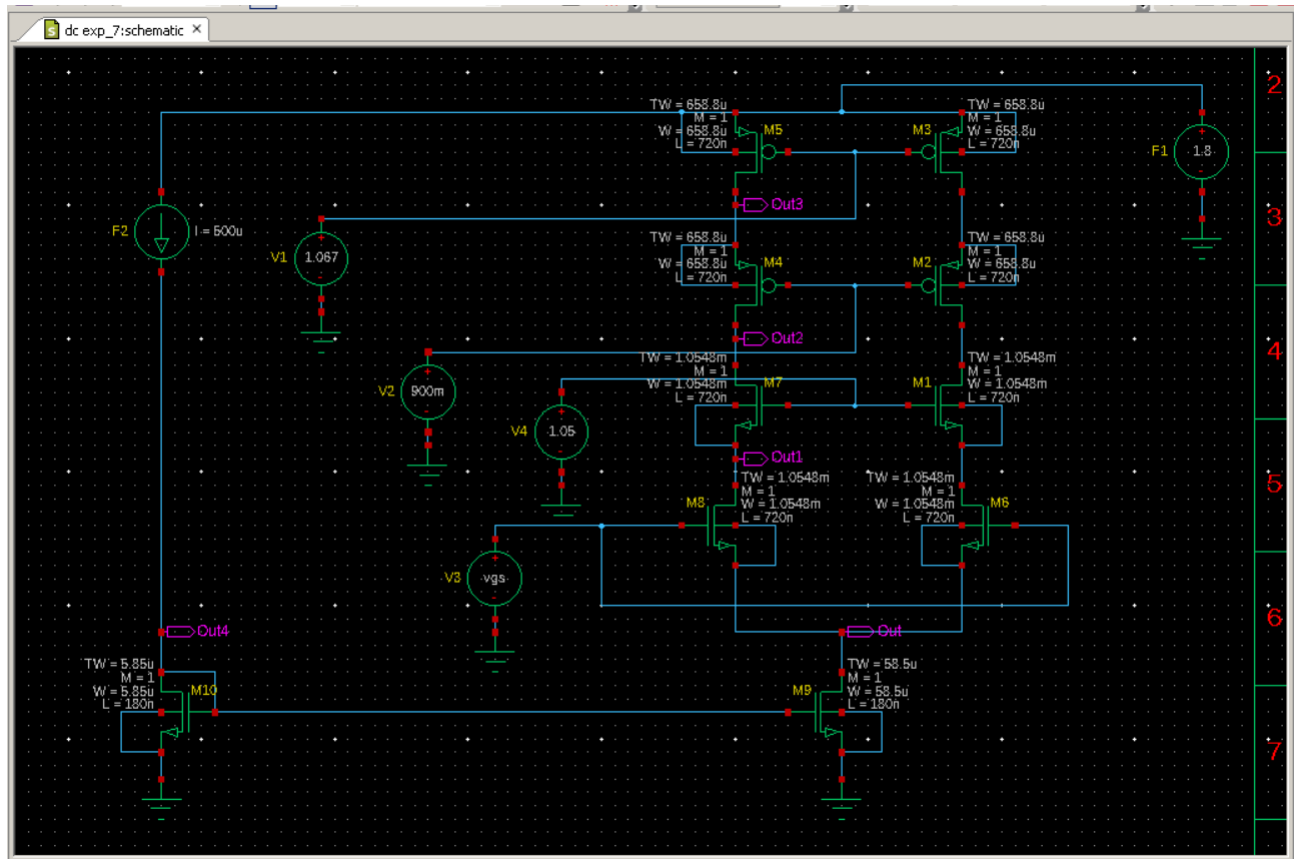 dc exp_7:schematic ×
2
3
4
5
6
7
TW = 658.8u
M = 1
W = 658.8u
L = 720n
M5
TW = 658.8u
M = 1
W = 658.8u
L = 720n
M3
F1
1.8
Out3
F2
I = 500u
V1
1.067
TW = 658.8u
M = 1
W = 658.8u
L = 720n
M4
TW = 658.8u
M = 1
W = 658.8u
L = 720n
M2
Out2
V2
900m
TW = 1.0548m
M = 1
W = 1.0548m
L = 720n
M7
TW = 1.0548m
M = 1
W = 1.0548m
L = 720n
M1
V4
1.05
Out1
TW = 1.0548m
M = 1
W = 1.0548m
L = 720n
M8
TW = 1.0548m
M = 1
W = 1.0548m
L = 720n
M6
V3
vgs
Out4
Out
TW = 5.85u
M = 1
W = 5.85u
L = 180n
M10
TW = 58.5u
M = 1
W = 58.5u
L = 180n
M9